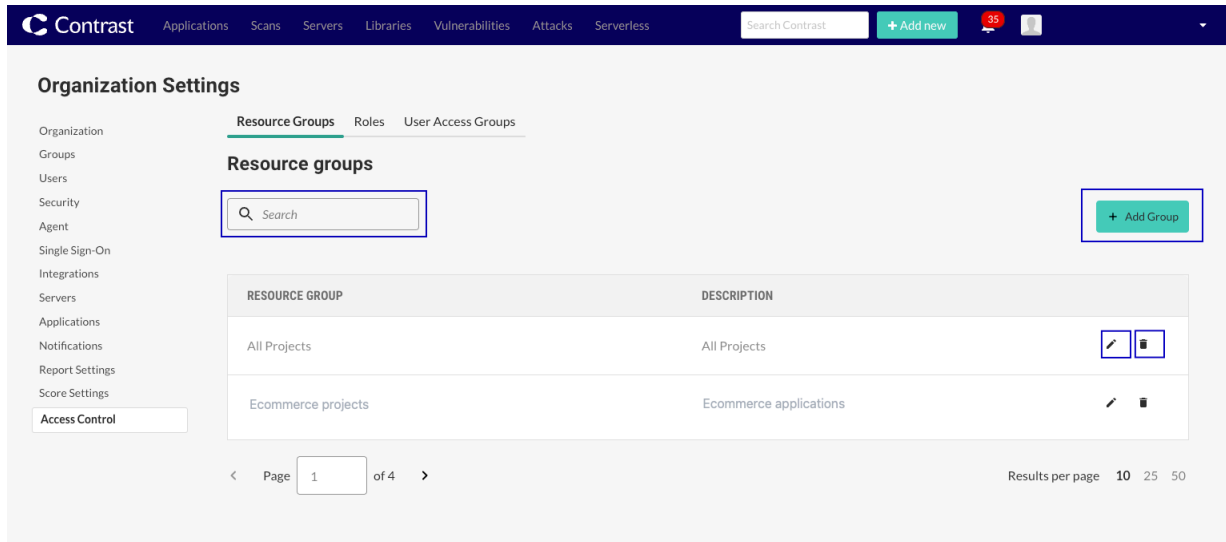 Contrast Applications Scans Servers Libraries Vulnerabilities Attacks Serverless Search Contrast + Add new 35
Organization Settings
Organization
Groups
Users
Security
Agent
Single Sign-On
Integrations
Servers
Applications
Notifications
Report Settings
Score Settings
Access Control
Resource Groups Roles User Access Groups
Resource groups
Search
+ Add Group
RESOURCE GROUP DESCRIPTION
All Projects All Projects
Ecommerce projects Ecommerce applications
< Page 1 of 4 > Results per page 10 25 50